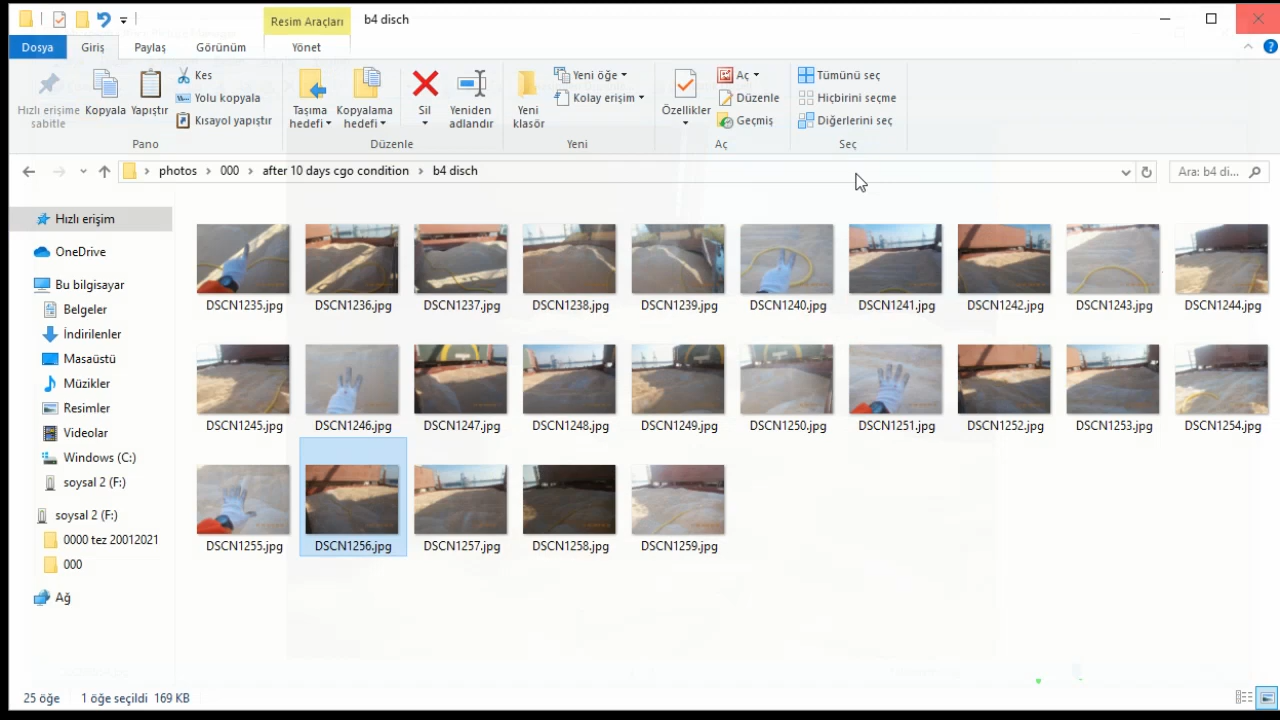 Resim Araçları
b4 disch
Dosya
Giriş
Paylaş
Görünüm
Yönet
Hızlı erişime sabitle
Kopyala
Yapıştır
Kes
Yolu kopyala
Kısayol yapıştır
Taşıma hedefi
Kopyalama hedefi
Sil
Yeniden adlandır
Yeni klasör
Yeni öğe
Kolay erişim
Özellikler
Aç
Düzenle
Geçmiş
Tümünü seç
Hiçbirini seçme
Diğerlerini seç
Pano
Düzenle
Yeni
Aç
Seç
photos > 000 > after 10 days cgo condition > b4 disch
Ara: b4 di...
Hızlı erişim
OneDrive
Bu bilgisayar
Belgeler
İndirilenler
Masaüstü
Müzikler
Resimler
Videolar
Windows (C:)
soysal 2 (F:)
soysal 2 (F:)
0000 tez 20012021
000
Ağ
DSCN1235.jpg DSCN1236.jpg DSCN1237.jpg DSCN1238.jpg DSCN1239.jpg DSCN1240.jpg DSCN1241.jpg DSCN1242.jpg DSCN1243.jpg DSCN1244.jpg
DSCN1245.jpg DSCN1246.jpg DSCN1247.jpg DSCN1248.jpg DSCN1249.jpg DSCN1250.jpg DSCN1251.jpg DSCN1252.jpg DSCN1253.jpg DSCN1254.jpg
DSCN1255.jpg DSCN1256.jpg DSCN1257.jpg DSCN1258.jpg DSCN1259.jpg
25 öğe 1 öğe seçildi 169 KB